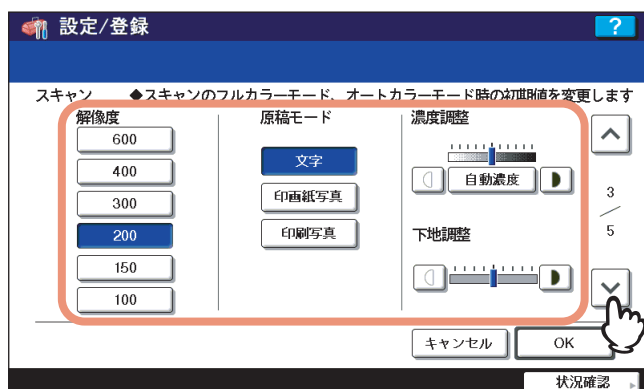 設定/登録
?
スキャン ◆スキャンのフルカラーモード、オートカラーモード時の初期値を変更します
解像度
600
400
300
200
150
100
原稿モード
文字
印画紙写真
印刷写真
濃度調整
自動濃度
下地調整
3
5
キャンセル
OK
状況確認